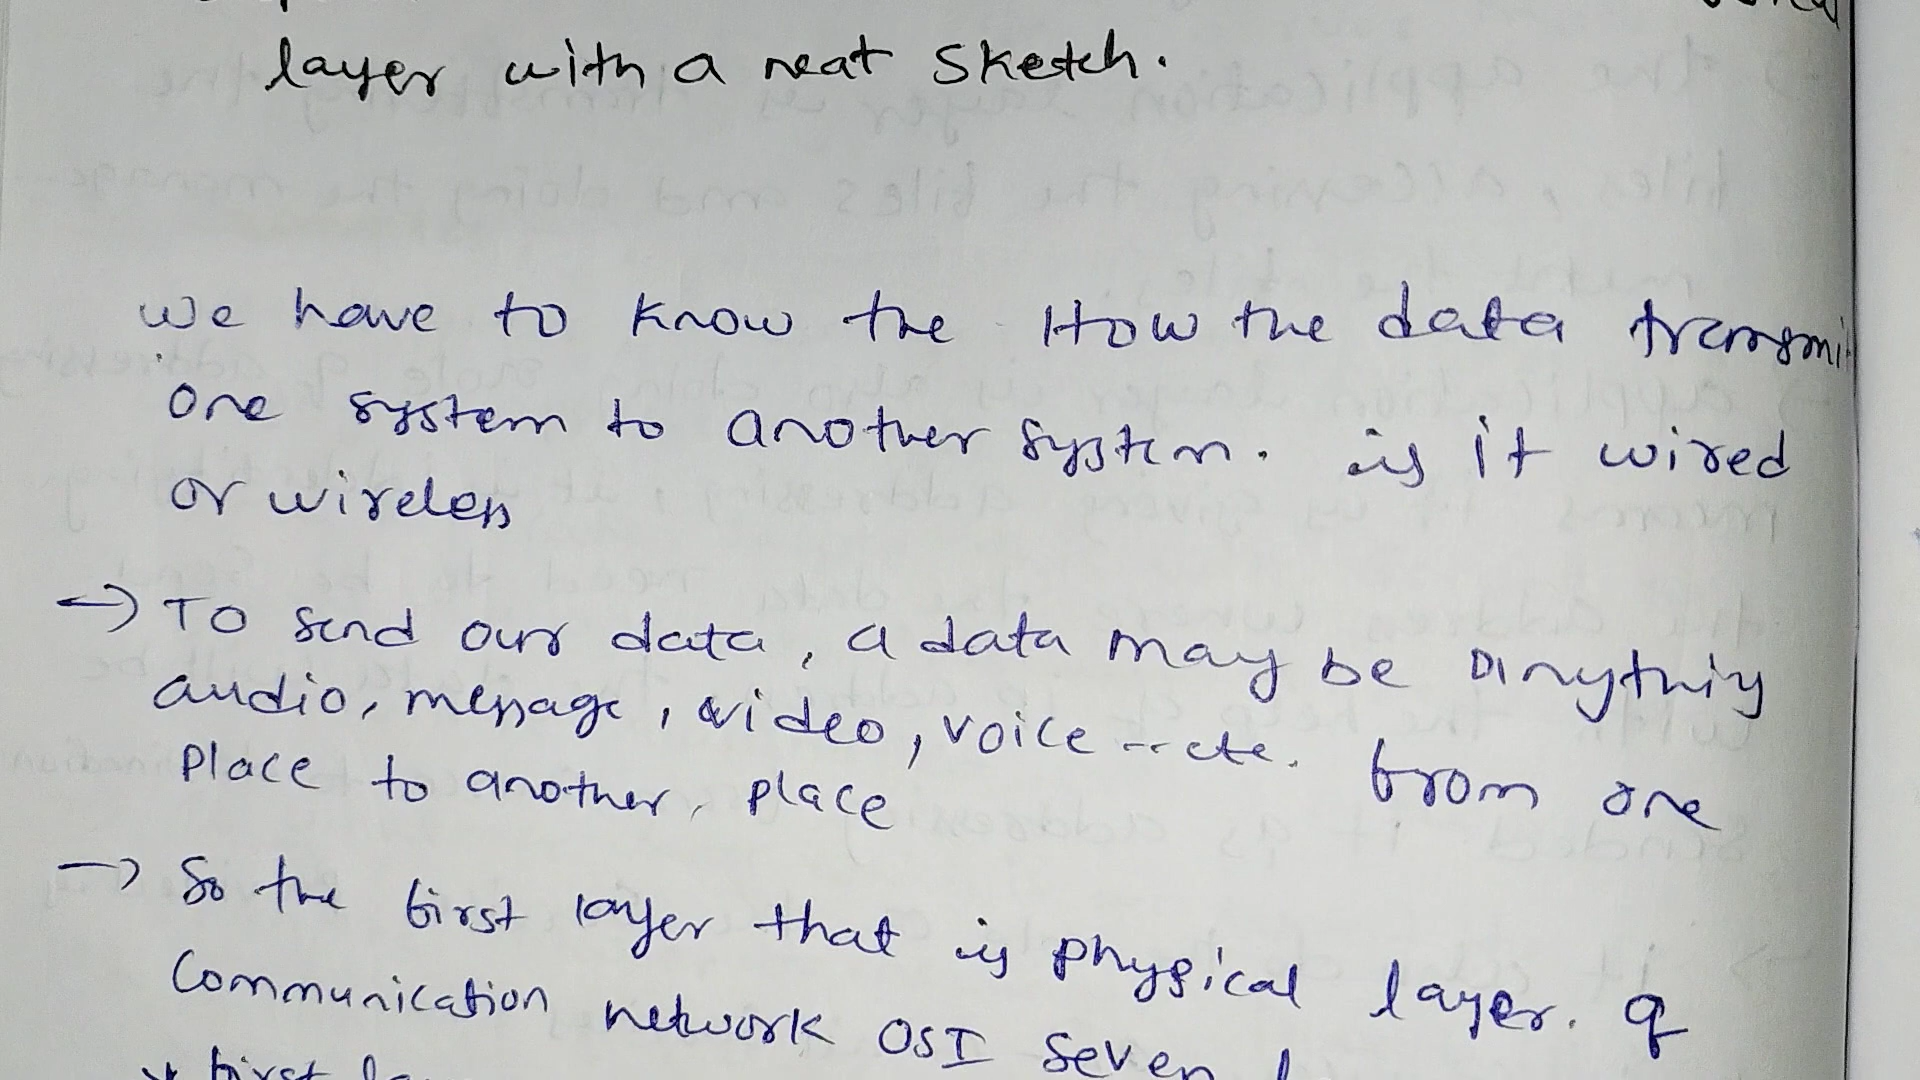 layer with a neat sketch.
we have to know the How the data transmi
one system to another system. is it wired
or wireless
→ To send our data, a data may be anything
audio, message, video, voice --- etc. from one
place to another, place
→ So the first layer that is physical layer. of
Communication network OSI Seven
first